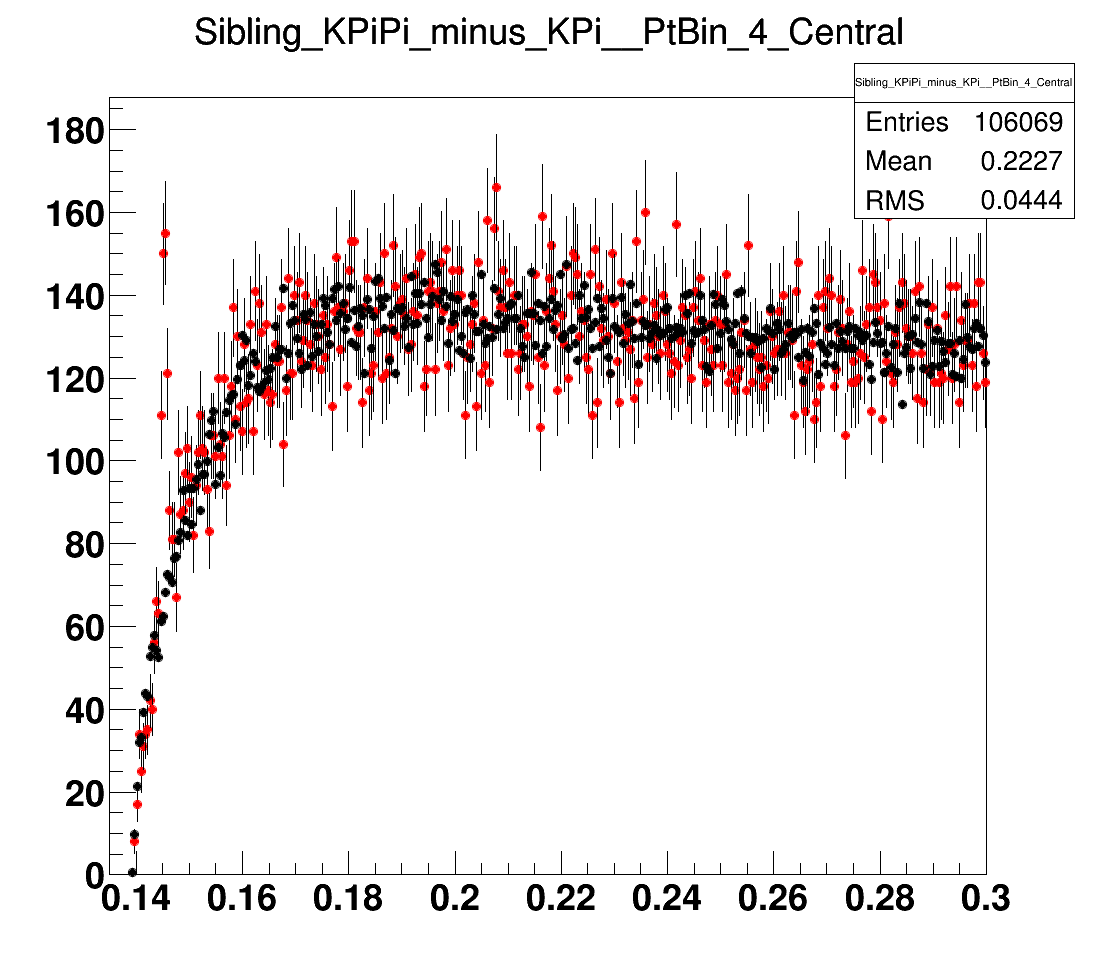 Sibling_KPiPi_minus_KPi__PtBin_4_Central
Sibling_KPiPi_minus_KPi__PtBin_4_Central
Entries 106069
Mean 0.2227
RMS 0.0444
180
160
140
120
100
80
60
40
20
0
0.14 0.16 0.18 0.2 0.22 0.24 0.26 0.28 0.3